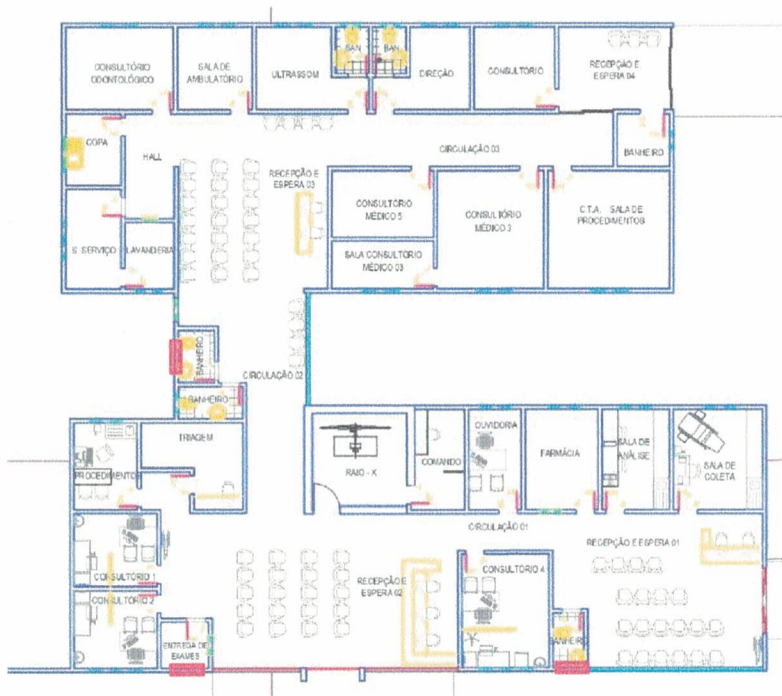 CONSULTÓRIO
ODONTOLÓGICO
SALA DE
AMBULATÓRIO
ULTRASSOM
BAN
BAN
DIREÇÃO
CONSULTÓRIO
RECEPÇÃO E
ESPERA 04
COPA
HALL
CIRCULAÇÃO 03
BANHEIRO
RECEPÇÃO E
ESPERA 03
CONSULTÓRIO
MÉDICO 5
CONSULTÓRIO
MÉDICO 3
C.T.A. SALA DE
PROCEDIMENTOS
S. SERVIÇO
LAVANDERIA
SALA CONSULTÓRIO
MÉDICO 03
BANHEIRO
CIRCULAÇÃO 02
BANHEIRO
TRIAGEM
PROCEDIMENTOS
RAIO - X
COMANDO
OUVIDORIA
FARMÁCIA
SALA DE
ANÁLISE
SALA DE
COLETA
CIRCULAÇÃO 01
RECEPÇÃO E ESPERA 01
CONSULTÓRIO 1
RECEPÇÃO E
ESPERA 02
CONSULTÓRIO 4
CONSULTÓRIO 2
ENTREGA DE
EXAMES
BANHEIRO